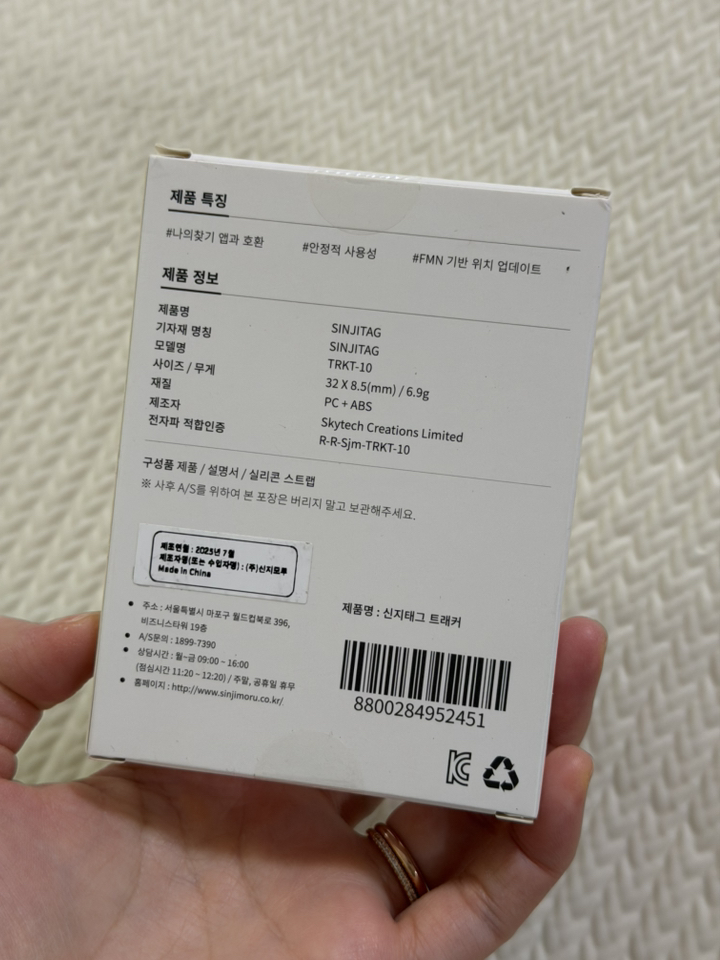 제품 특징
#나의찾기 앱과 호환 #안정적 사용성 #FMN 기반 위치 업데이트
제품 정보
제품명 SINJITAG
기자재 명칭 SINJITAG
모델명 TRKT-10
사이즈 / 무게 32 X 8.5(mm) / 6.9g
재질 PC + ABS
제조자 Skytech Creations Limited
전자파 적합인증 R-R-Sjm-TRKT-10
구성품 제품 / 설명서 / 실리콘 스트랩
※ 사후 A/S를 위하여 본 포장은 버리지 말고 보관해주세요.
제조연월 : 2025년 7월
제조자명(또는 수입자명) : (주)신지모루
Made in China
● 주소 : 서울특별시 마포구 월드컵북로 396,
비즈니스타워 19층
● A/S문의 : 1899-7390
● 상담시간 : 월~금 09:00 ~ 16:00
(점심시간 11:20 ~ 12:20) / 주말, 공휴일 휴무
● 홈페이지 : http://www.sinjimoru.co.kr/
제품명 : 신지태그 트래커
8800284952451